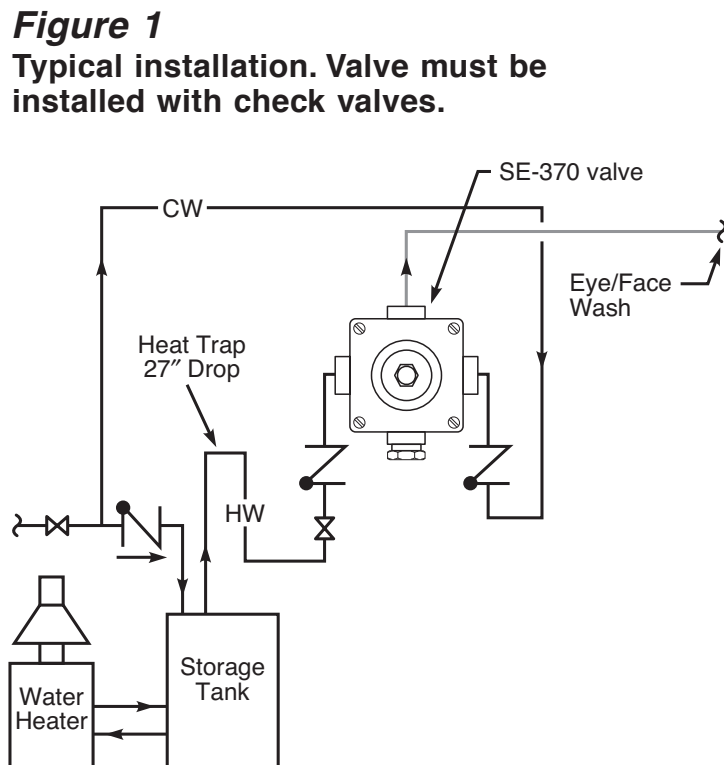 Figure 1
Typical installation. Valve must be
installed with check valves.
SE-370 valve
CW
Eye/Face
Wash
Heat Trap
27″ Drop
HW
Storage
Tank
Water
Heater